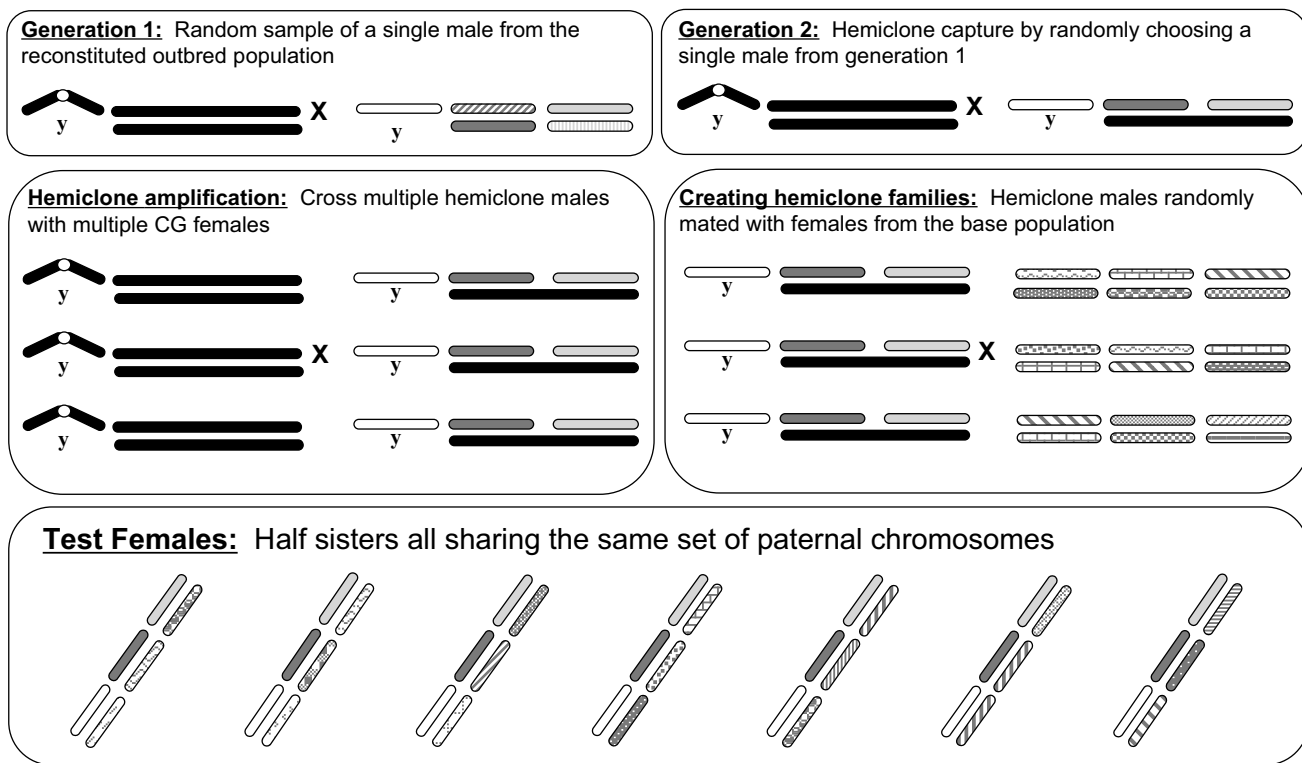 Generation 1: Random sample of a single male from the
reconstituted outbred population
X
y
y
Generation 2: Hemiclone capture by randomly choosing a
single male from generation 1
X
y
y
Hemiclone amplification: Cross multiple hemiclone males
with multiple CG females
y
y
X
y
y
y
y
Creating hemiclone families: Hemiclone males randomly
mated with females from the base population
y
X
y
y
Test Females: Half sisters all sharing the same set of paternal chromosomes